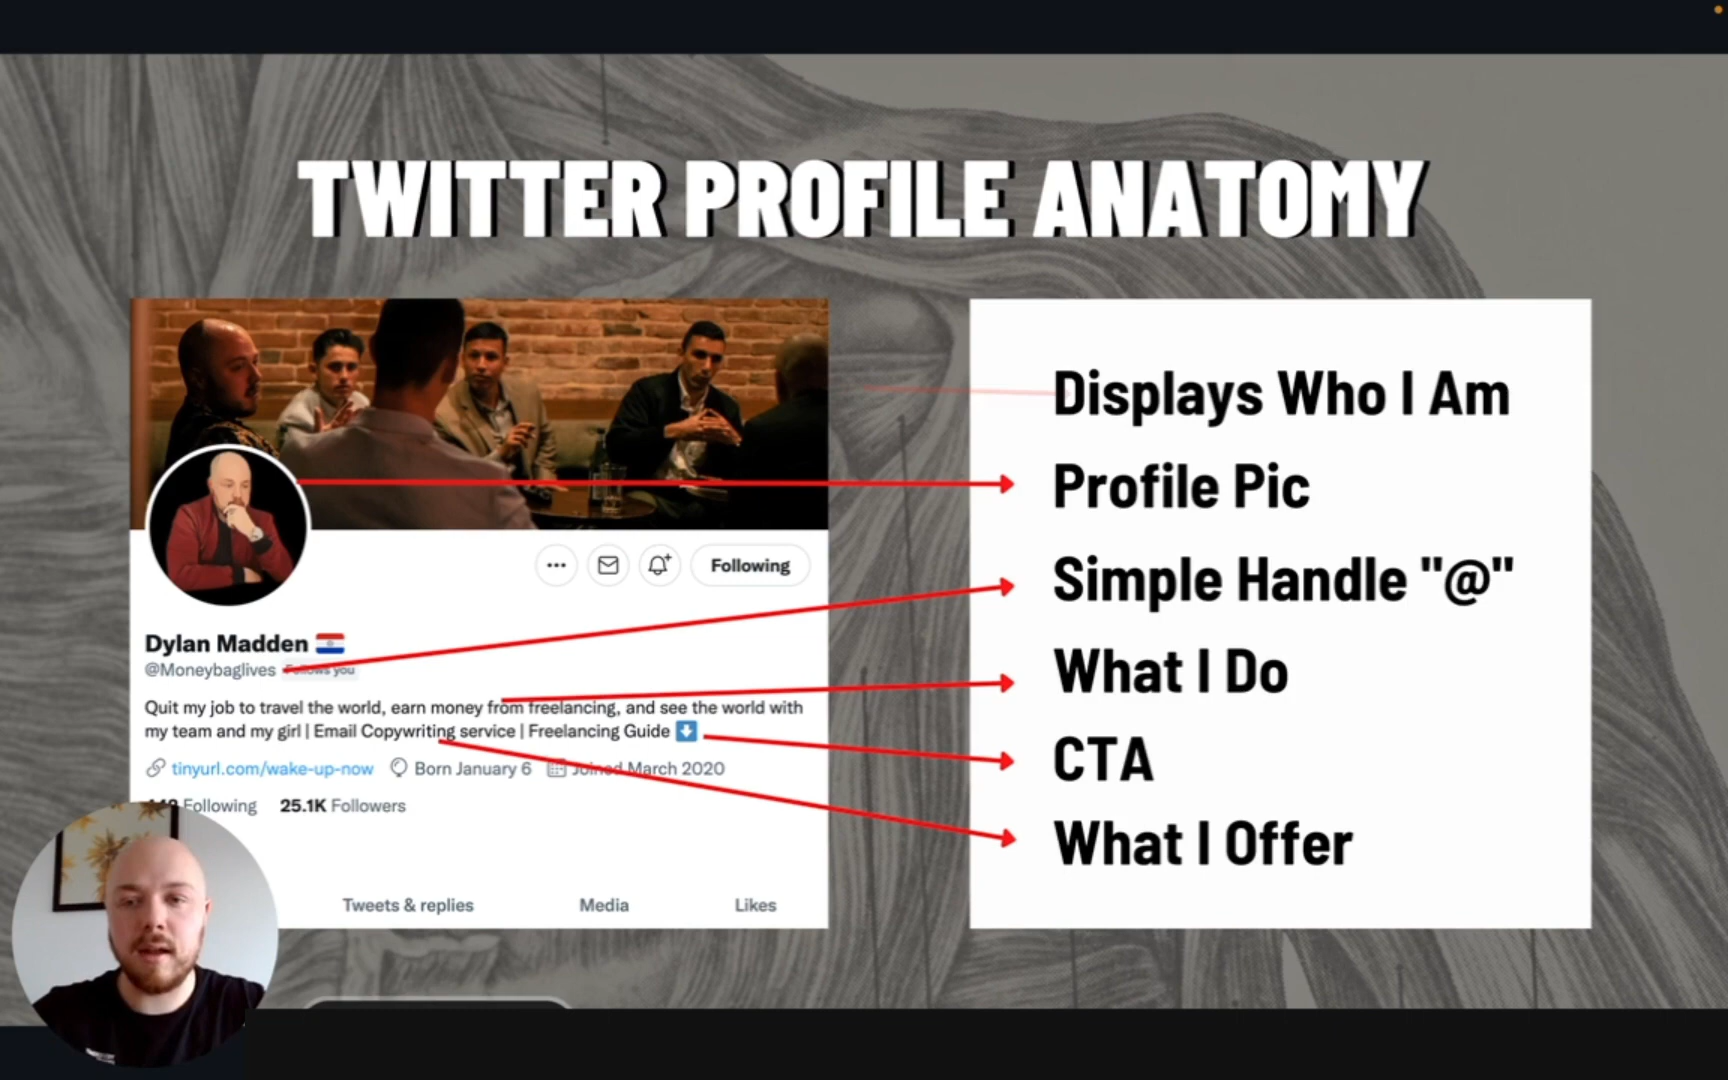 TWITTER PROFILE ANATOMY
Following
Dylan Madden
@Moneybaglives Follows you
Quit my job to travel the world, earn money from freelancing, and see the world with
my team and my girl | Email Copywriting service | Freelancing Guide ⬇️
tinyurl.com/wake-up-now Born January 6 Joined March 2020
Following 25.1K Followers
Tweets & replies Media Likes
Displays Who I Am
Profile Pic
Simple Handle "@"
What I Do
CTA
What I Offer